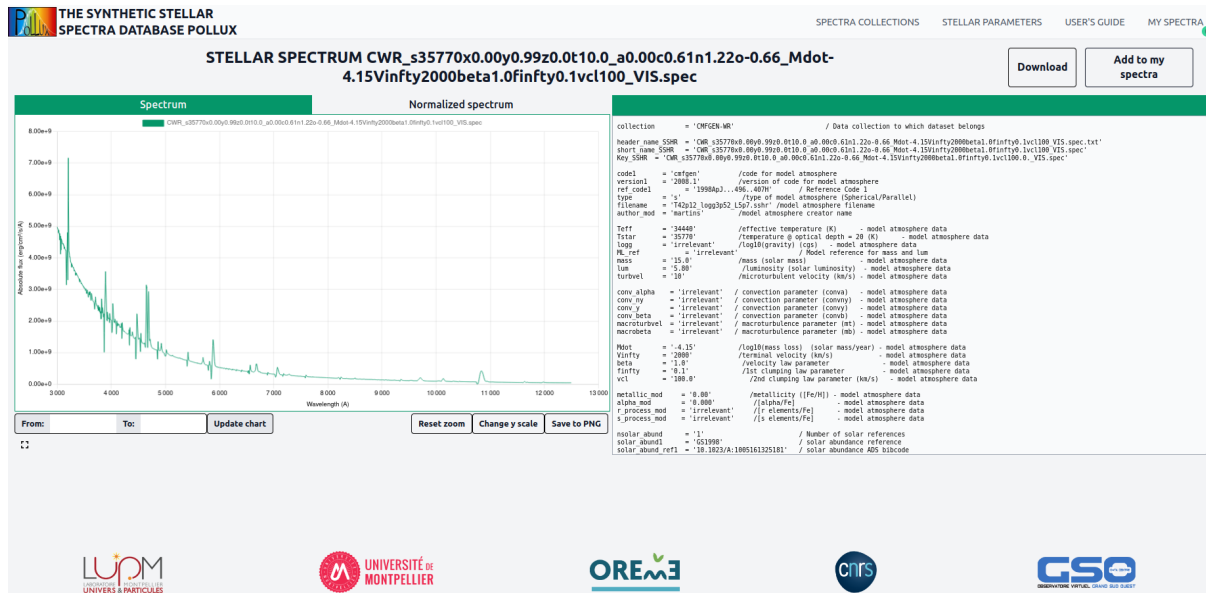 THE SYNTHETIC STELLAR
SPECTRA DATABASE POLLUX
SPECTRA COLLECTIONS STELLAR PARAMETERS USER'S GUIDE MY SPECTRA
STELLAR SPECTRUM CWR_s35770x0.00y0.99z0.0t10.0_a0.00c0.61n1.22o-0.66_Mdot-
4.15Vinfty2000beta1.0finfty0.1vcl100_VIS.spec
Download
Add to my
spectra
Spectrum
Normalized spectrum
CWR_s35770x0.00y0.99z0.0t10.0_a0.00c0.61n1.22o-0.66_Mdot-4.15Vinfty2000beta1.0finfty0.1vcl100_VIS.spec
8.00e+9
7.00e+9
6.00e+9
5.00e+9
4.00e+9
3.00e+9
2.00e+9
1.00e+9
0.00e+0
Absolute flux (erg/cm²/s/A)
3 000 4 000 5 000 6 000 7 000 8 000 9 000 10 000 11 000 12 000 13 000
Wavelength (A)
From: To: Update chart Reset zoom Change y scale Save to PNG
collection = 'CMFGEN-WR' / Data collection to which dataset belongs
header_name_SSHR = 'CWR_s35770x0.00y0.99z0.0t10.0_a0.00c0.61n1.22o-0.66_Mdot-4.15Vinfty2000beta1.0finfty0.1vcl100_VIS.spec.txt'
short_name_SSHR = 'CWR_s35770x0.00y0.99z0.0t10.0_a0.00c0.61n1.22o-0.66_Mdot-4.15Vinfty2000beta1.0finfty0.1vcl100_VIS.spec'
Key_SSHR = 'CWR_s35770x0.00y0.99z0.0t10.0_a0.00c0.61n1.22o-0.66_Mdot-4.15Vinfty2000beta1.0finfty0.1vcl100.0._VIS.spec'
code1 = 'cmfgen' /code for model atmosphere
version1 = '2008.1' /version of code for model atmosphere
ref_code1 = '1998ApJ...496..407H' / Reference Code 1
type = 's' /type of model atmosphere (Spherical/Parallel)
filename = 'T42p12_logg3p52_L5p7.sshr' /model atmosphere filename
author_mod = 'martins' /model atmosphere creator name
Teff = '34440' /effective temperature (K) - model atmosphere data
Tstar = '35770' /temperature @ optical depth = 20 (K) - model atmosphere data
logg = 'irrelevant' /log10(gravity) (cgs) - model atmosphere data
ML_ref = 'irrelevant' / Model reference for mass and lum
mass = '15.0' /mass (solar mass) - model atmosphere data
lum = '5.80' /luminosity (solar luminosity) - model atmosphere data
turbvel = '10' /microturbulent velocity (km/s) - model atmosphere data
conv_alpha = 'irrelevant' / convection parameter (conva) - model atmosphere data
conv_ny = 'irrelevant' / convection parameter (convny) - model atmosphere data
conv_y = 'irrelevant' / convection parameter (convy) - model atmosphere data
conv_beta = 'irrelevant' / convection parameter (convb) - model atmosphere data
macroturbvel = 'irrelevant' / macroturbulence parameter (mt) - model atmosphere data
macrobeta = 'irrelevant' / macroturbulence parameter (mb) - model atmosphere data
Mdot = '-4.15' /log10(mass loss) (solar mass/year) - model atmosphere data
Vinfty = '2000' /terminal velocity (km/s) - model atmosphere data
beta = '1.0' /velocity law parameter - model atmosphere data
finfty = '0.1' /1st clumping law parameter - model atmosphere data
vcl = '100.0' /2nd clumping law parameter (km/s) - model atmosphere data
metallic_mod = '0.00' /metallicity ([Fe/H]) - model atmosphere data
alpha_mod = '0.000' /[alpha/Fe] - model atmosphere data
r_process_mod = 'irrelevant' /[r elements/Fe] - model atmosphere data
s_process_mod = 'irrelevant' /[s elements/Fe] - model atmosphere data
nsolar_abund = '1' / Number of solar references
solar_abund1 = 'GS1998' / solar abundance reference
solar_abund_ref1 = '10.1023/A:1005161325181' / solar abundance ADS bibcode
LUPM
LABORATOIRE MONTPELLIER
UNIVERS & PARTICULES
UNIVERSITÉ DE
MONTPELLIER
OREME
cnrs
GSO
OBSERVATOIRE VIRTUEL GRAND SUD OUEST